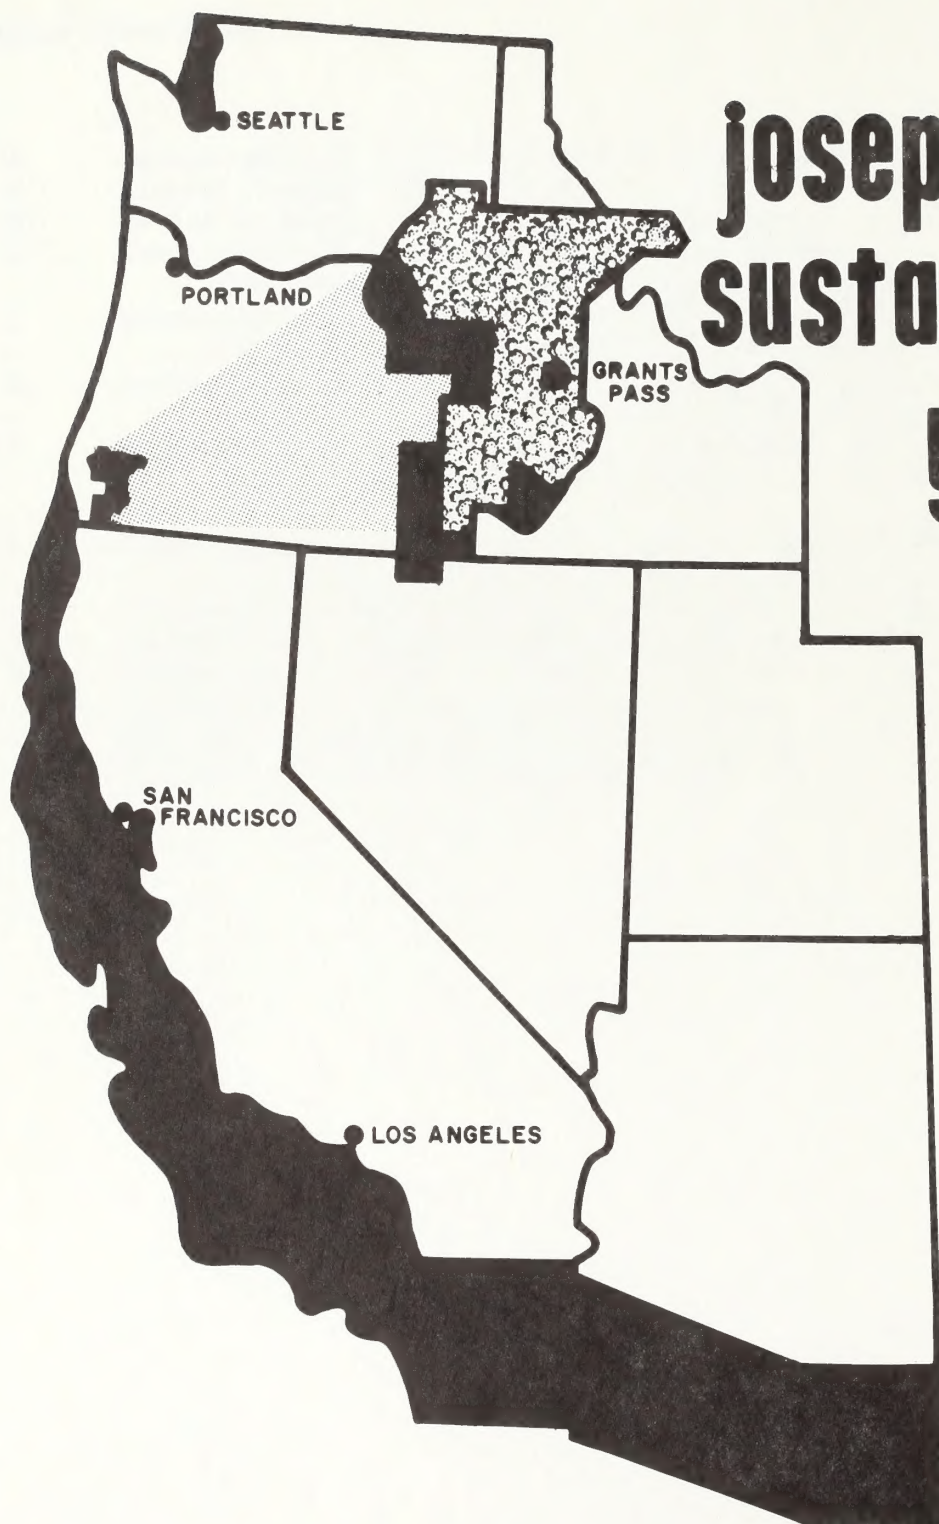 SEATTLE
josep
susta
PORTLAND
GRANTS
PASS
SAN
FRANCISCO
LOS ANGELES